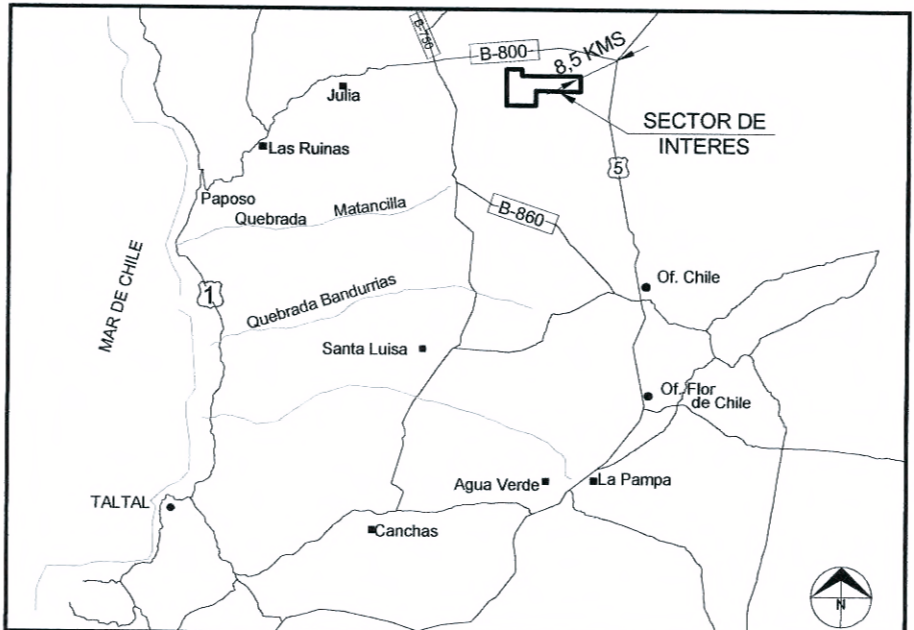 B-750
B-800
8,5 KMS
Julia
SECTOR DE
INTERES
Las Ruinas
5
Paposo
Quebrada Matancilla
B-860
MAR DE CHILE
1
Of. Chile
Quebrada Bandurrias
Santa Luisa
Of. Flor
de Chile
Agua Verde
La Pampa
TALTAL
Canchas
N